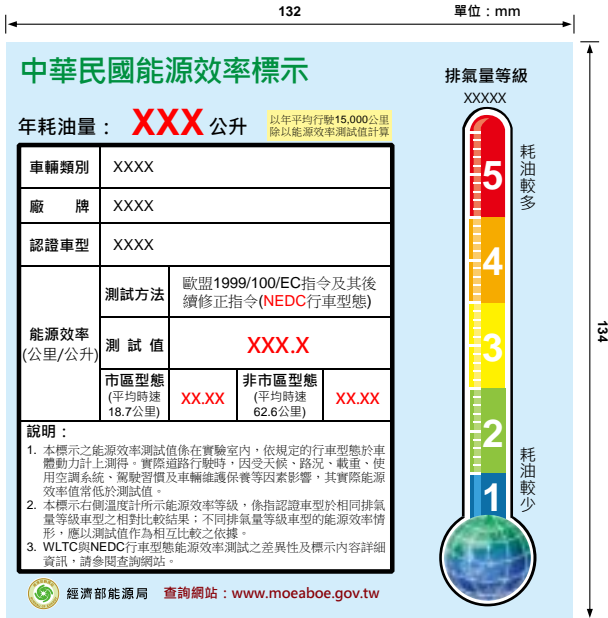 132
單位：mm
中華民國能源效率標示
排氣量等級
XXXXX
年耗油量： XXX 公升
以年平均行駛15,000公里
除以能源效率測試值計算
車輛類別 XXXX
廠牌 XXXX
認證車型 XXXX
能源效率
(公里/公升)
測試方法
歐盟1999/100/EC指令及其後
續修正指令(NEDC行車型態)
測試值 XXX.X
市區型態
(平均時速
18.7公里)
XX.XX
非市區型態
(平均時速
62.6公里)
XX.XX
說明：
1. 本標示之能源效率測試值係在實驗室內，依規定的行車型態於車
體動力計上測得。實際道路行駛時，因受天候、路況、載重、使
用空調系統、駕駛習慣及車輛維護保養等因素影響，其實際能源
效率值常低於測試值。
2. 本標示右側溫度計所示能源效率等級，係指認證車型於相同排氣
量等級車型之相對比較結果；不同排氣量等級車型的能源效率情
形，應以測試值作為相互比較之依據。
3. WLTC與NEDC行車型態能源效率測試之差異性及標示內容詳細
資訊，請參閱查詢網站。
經濟部能源局 查詢網站：www.moeaboe.gov.tw
5
4
3
2
1
耗油較多
耗油較少
134